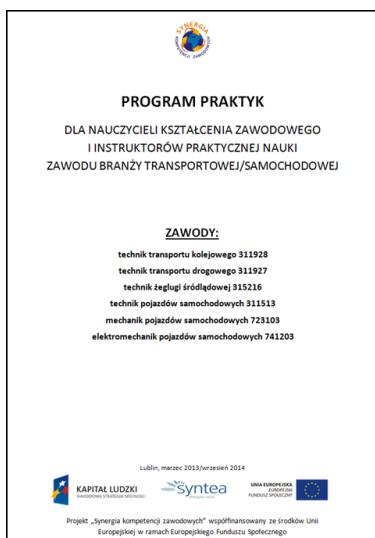 SYNERGIA
KOMPETENCJI ZAWODOWYCH
PROGRAM PRAKTYK
DLA NAUCZYCIELI KSZTAŁCENIA ZAWODOWEGO
I INSTRUKTORÓW PRAKTYCZNEJ NAUKI
ZAWODU BRANŻY TRANSPORTOWEJ/SAMOCHODOWEJ
ZAWODY:
technik transportu kolejowego 311928
technik transportu drogowego 311927
technik żeglugi śródlądowej 315216
technik pojazdów samochodowych 311513
mechanik pojazdów samochodowych 723103
elektromechanik pojazdów samochodowych 741203
Lublin, marzec 2013/wrzesień 2014
KAPITAŁ LUDZKI
NARODOWA STRATEGIA SPÓJNOŚCI
syntea
UNIA EUROPEJSKA
EUROPEJSKI
FUNDUSZ SPOŁECZNY
Projekt „Synergia kompetencji zawodowych” współfinansowany ze środków Unii
Europejskiej w ramach Europejskiego Funduszu Społecznego